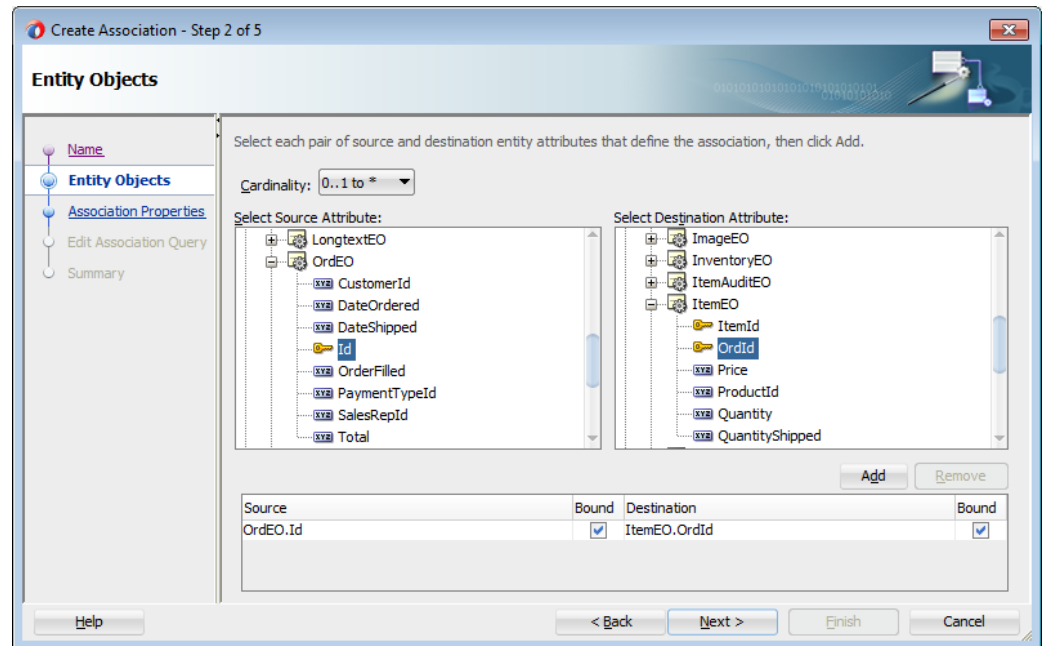 Create Association - Step 2 of 5
Entity Objects
Name
Entity Objects
Association Properties
Edit Association Query
Summary
Select each pair of source and destination entity attributes that define the association, then click Add.
Cardinality: 0..1 to *
Select Source Attribute:
LongtextEO
OrdEO
CustomerId
DateOrdered
DateShipped
Id
OrderFilled
PaymentTypeId
SalesRepId
Total
Select Destination Attribute:
ImageEO
InventoryEO
ItemAuditEO
ItemEO
ItemId
OrdId
Price
ProductId
Quantity
QuantityShipped
Add Remove
Source Bound Destination Bound
OrdEO.Id ItemEO.OrdId
Help < Back Next > Finish Cancel